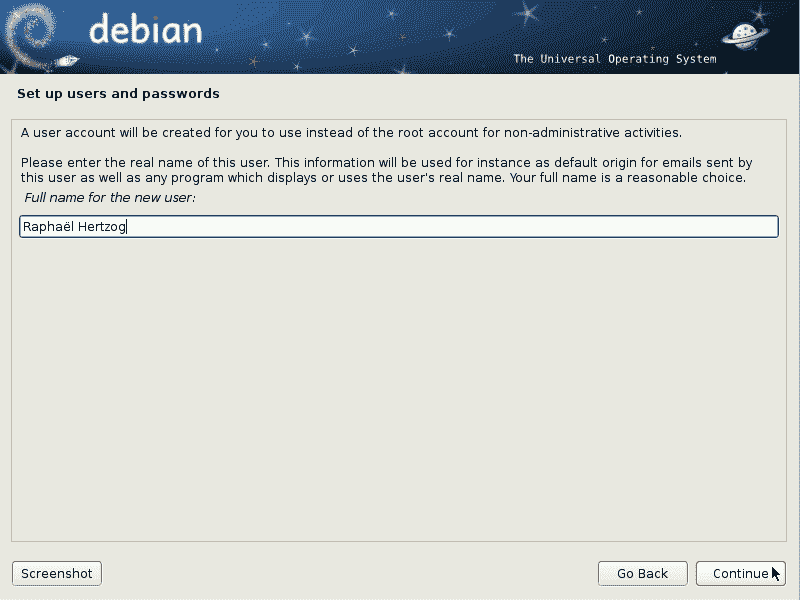 debian
The Universal Operating System
Set up users and passwords
A user account will be created for you to use instead of the root account for non-administrative activities.
Please enter the real name of this user. This information will be used for instance as default origin for emails sent by
this user as well as any program which displays or uses the user's real name. Your full name is a reasonable choice.
Full name for the new user:
Raphaël Hertzog
Screenshot
Go Back
Continue